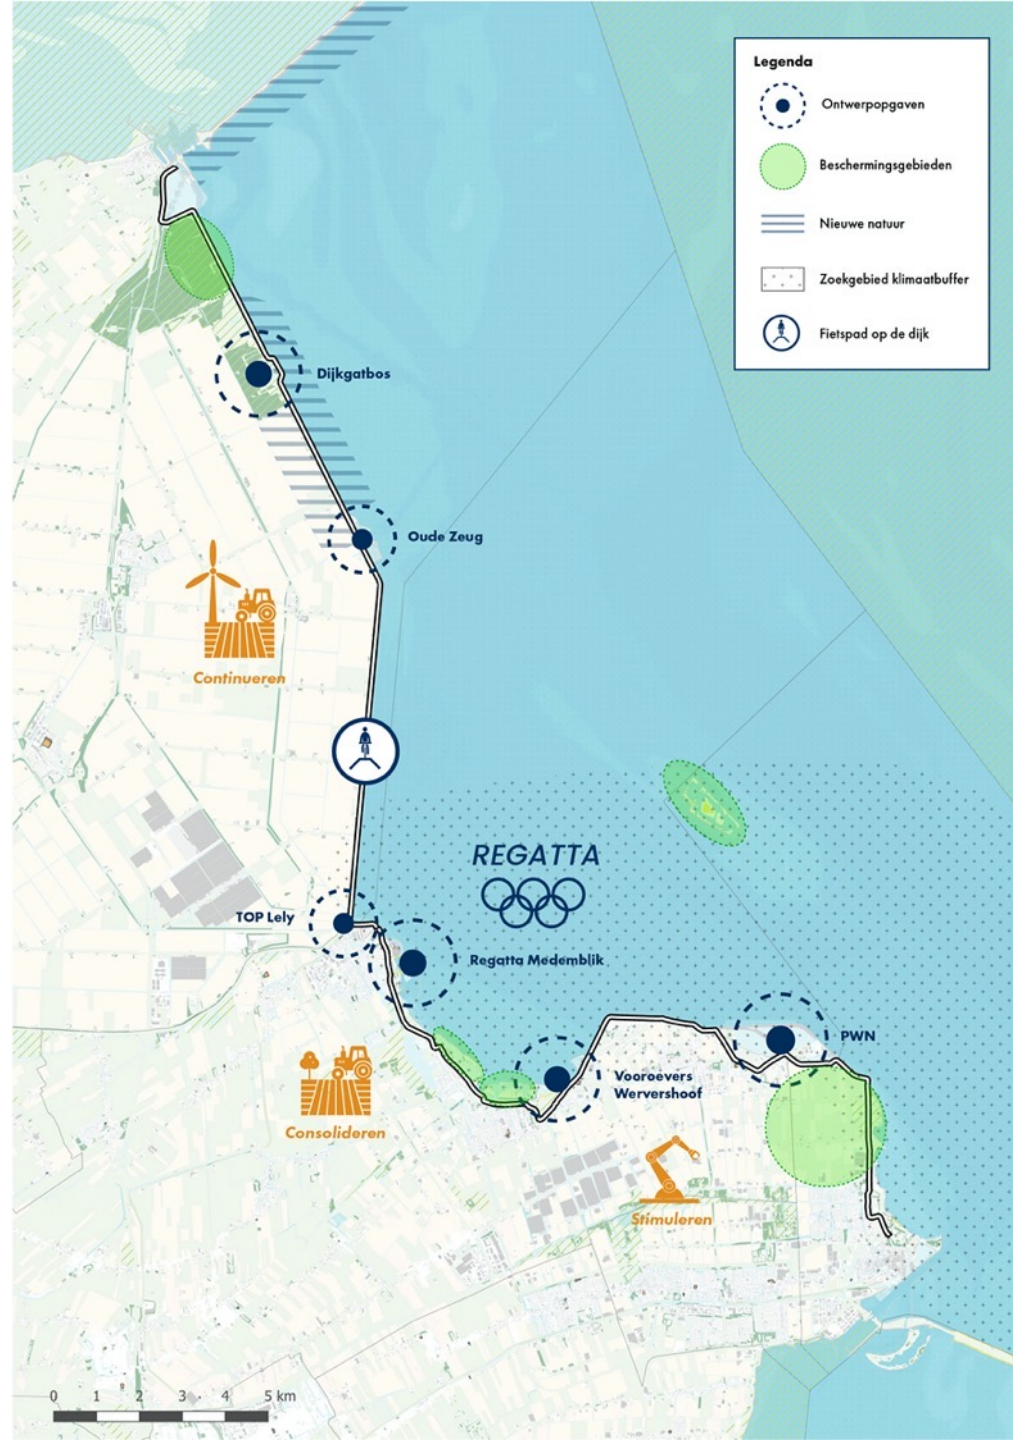 Legenda
Ontwerpopgaven
Beschermingsgebieden
Nieuwe natuur
Zoekgebied klimaatbuffer
Fietspad op de dijk
Dijkgatbos
Oude Zeug
Continueren
REGATTA
TOP Lely
Regatta Medemblik
PWN
Vooroevers
Wervershoof
Consolideren
Stimuleren
0 1 2 3 4 5 km